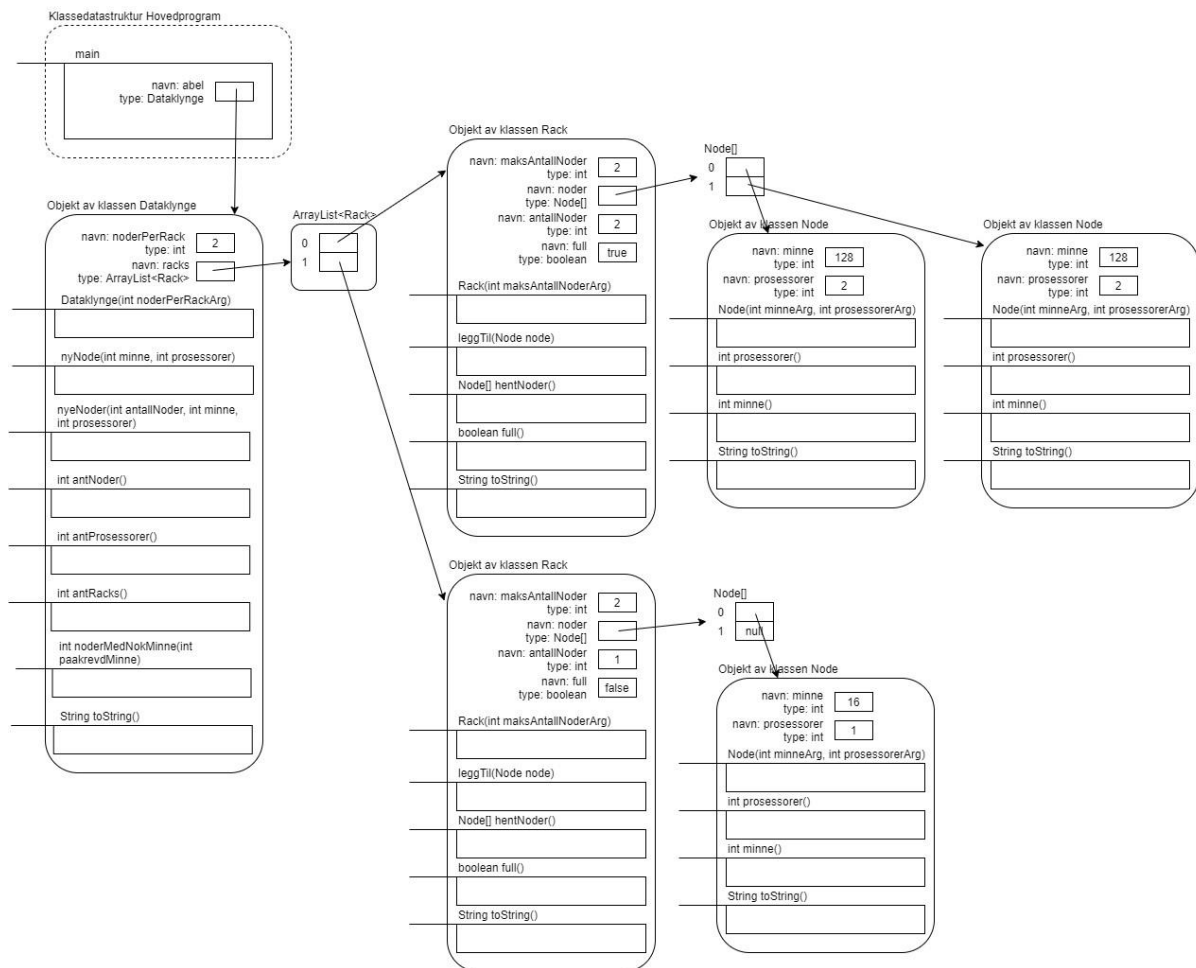 Klassedatastruktur Hovedprogram
main
navn: abel
type: Dataklynge
Objekt av klassen Dataklynge
navn: noderPerRack
type: int
2
navn: racks
type: ArrayList<Rack>
Dataklynge(int noderPerRackArg)
nyNode(int minne, int prosessorer)
nyeNoder(int antallNoder, int minne,
int prosessorer)
int antNoder()
int antProsessorer()
int antRacks()
int noderMedNokMinne(int
paakrevdMinne)
String toString()
ArrayList<Rack>
0
1
Objekt av klassen Rack
navn: maksAntallNoder
type: int
2
navn: noder
type: Node[]
navn: antallNoder
type: int
2
navn: full
type: boolean
true
Rack(int maksAntallNoderArg)
leggTil(Node node)
Node[] hentNoder()
boolean full()
String toString()
Node[]
0
1
Objekt av klassen Node
navn: minne
type: int
128
navn: prosessorer
type: int
2
Node(int minneArg, int prosessorerArg)
int prosessorer()
int minne()
String toString()
Objekt av klassen Node
navn: minne
type: int
128
navn: prosessorer
type: int
2
Node(int minneArg, int prosessorerArg)
int prosessorer()
int minne()
String toString()
Objekt av klassen Rack
navn: maksAntallNoder
type: int
2
navn: noder
type: Node[]
navn: antallNoder
type: int
1
navn: full
type: boolean
false
Rack(int maksAntallNoderArg)
leggTil(Node node)
Node[] hentNoder()
boolean full()
String toString()
Node[]
0
1
null
Objekt av klassen Node
navn: minne
type: int
16
navn: prosessorer
type: int
1
Node(int minneArg, int prosessorerArg)
int prosessorer()
int minne()
String toString()